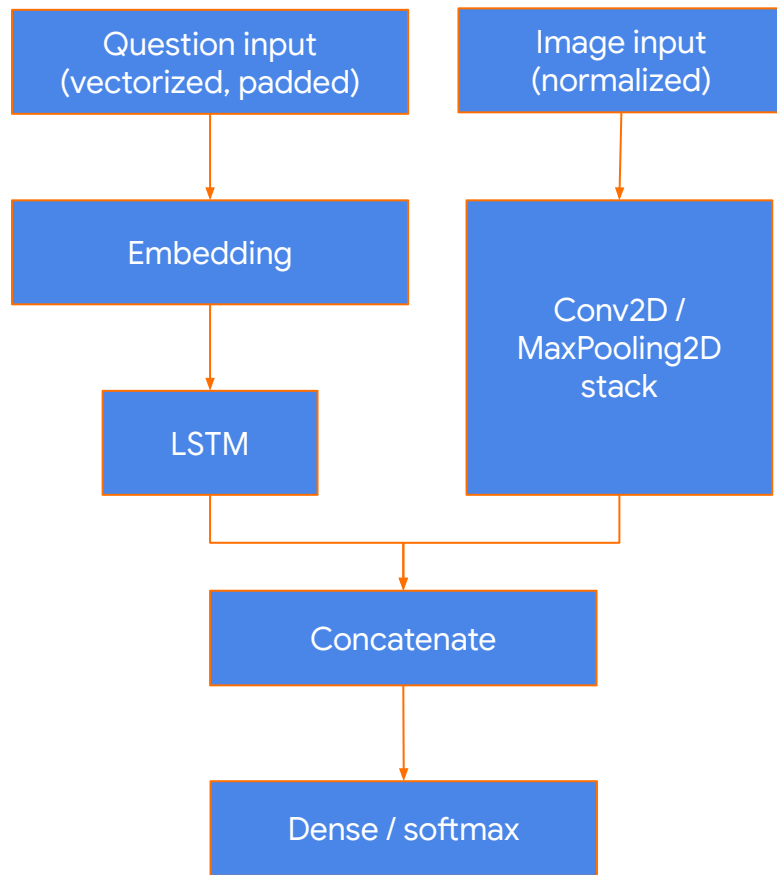 Question input
(vectorized, padded)
Image input
(normalized)
Embedding
Conv2D /
MaxPooling2D
stack
LSTM
Concatenate
Dense / softmax